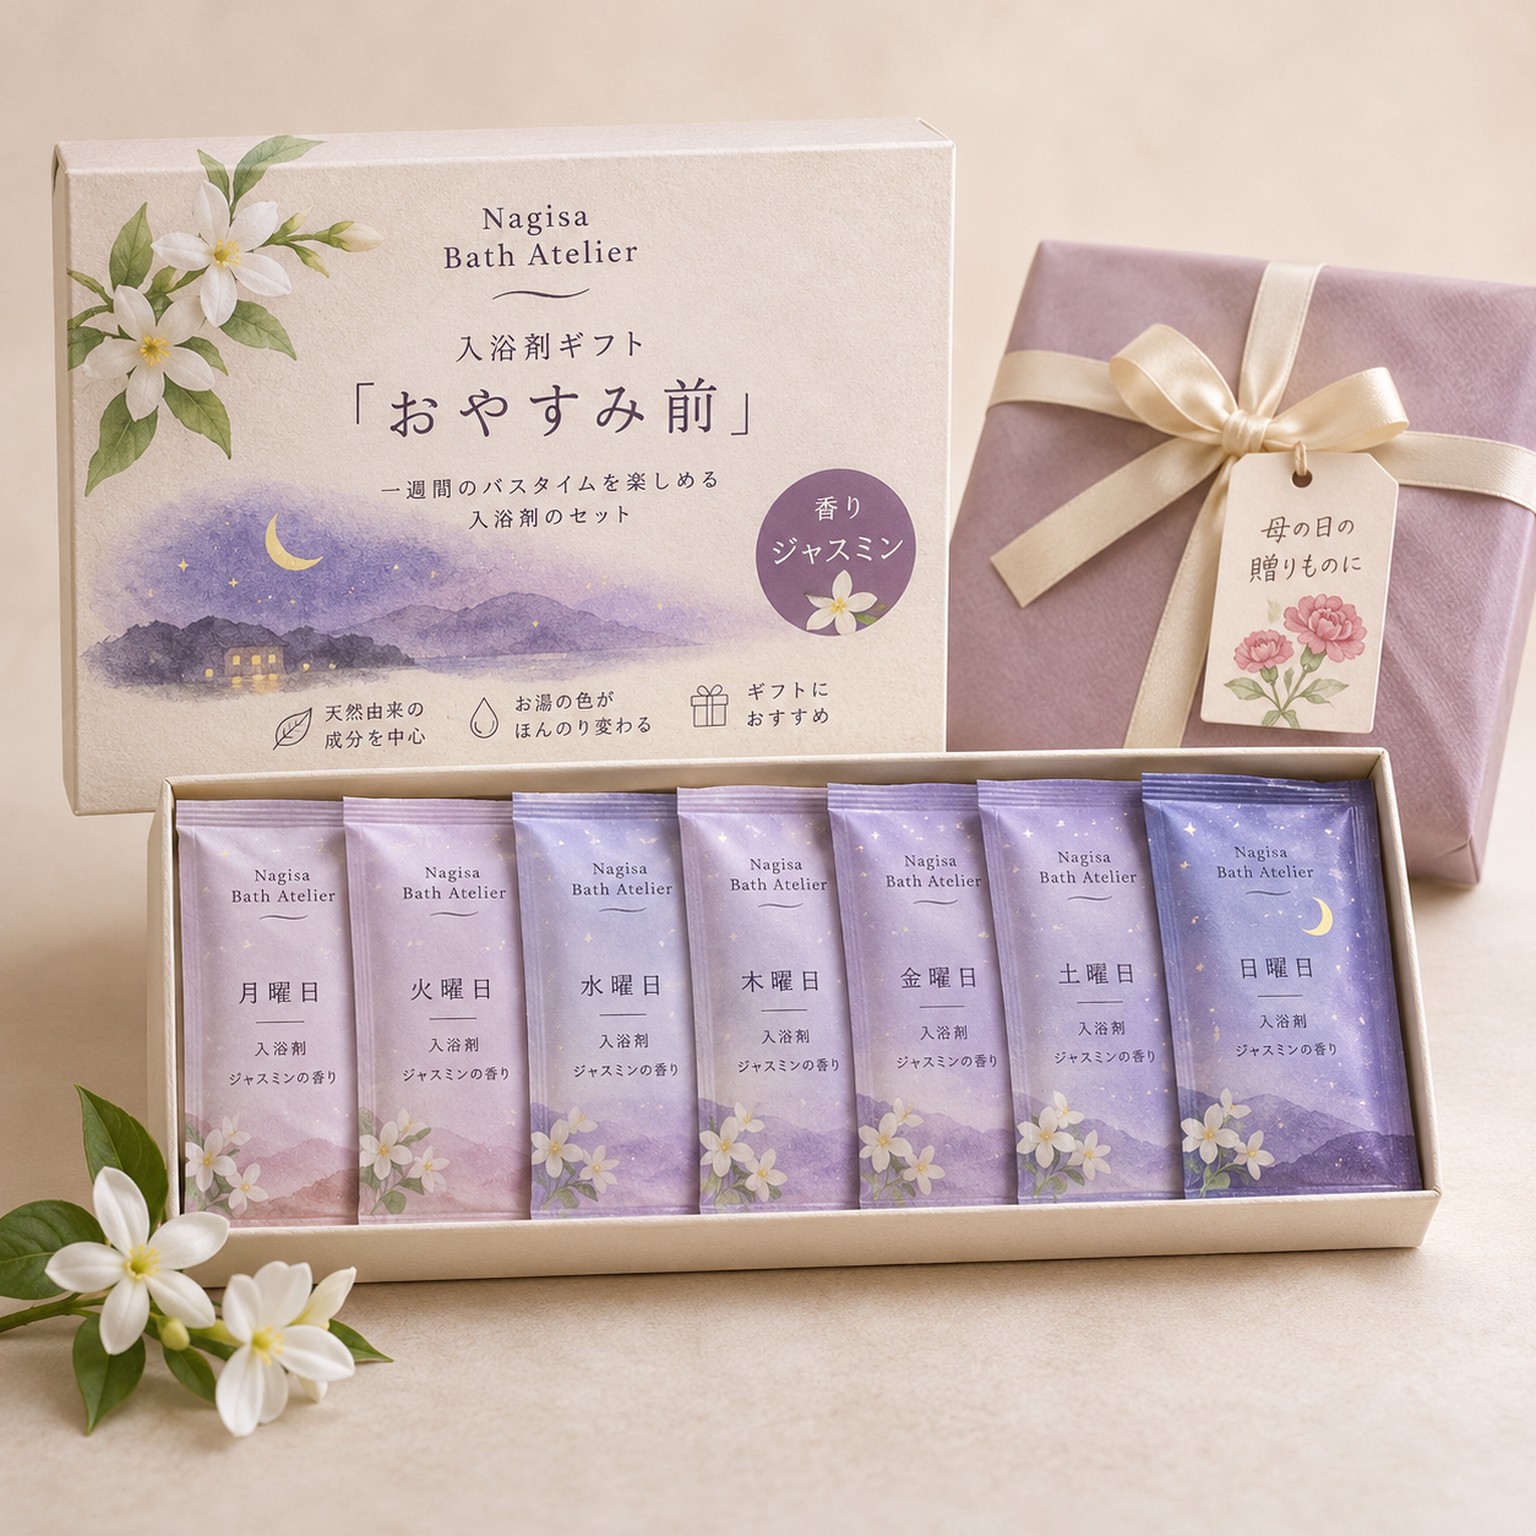 Nagisa
Bath Atelier
入浴剤ギフト
「おやすみ前」
一週間のバスタイムを楽しめる
入浴剤のセット
香り
ジャスミン
天然由来の
成分を中心
お湯の色が
ほんのり変わる
ギフトに
おすすめ
母の日の
贈りものに
Nagisa
Bath Atelier
月曜日
入浴剤
ジャスミンの香り
Nagisa
Bath Atelier
火曜日
入浴剤
ジャスミンの香り
Nagisa
Bath Atelier
水曜日
入浴剤
ジャスミンの香り
Nagisa
Bath Atelier
木曜日
入浴剤
ジャスミンの香り
Nagisa
Bath Atelier
金曜日
入浴剤
ジャスミンの香り
Nagisa
Bath Atelier
土曜日
入浴剤
ジャスミンの香り
Nagisa
Bath Atelier
日曜日
入浴剤
ジャスミンの香り